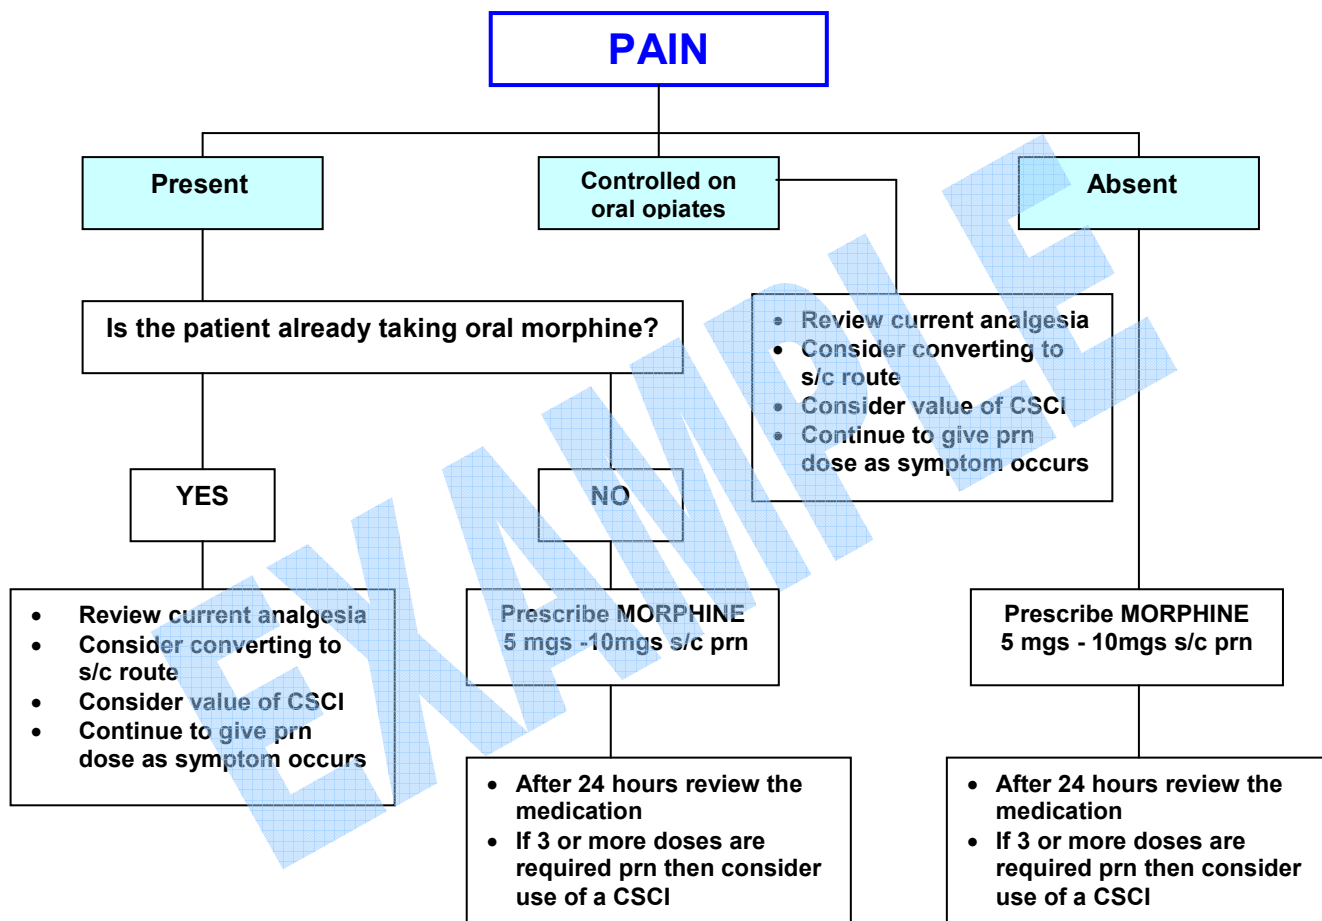 PAIN
Present
Controlled on
oral opiates
Absent
Is the patient already taking oral morphine?
• Review current analgesia
• Consider converting to
s/c route
• Consider value of CSCI
• Continue to give prn
dose as symptom occurs
YES
NO
• Review current analgesia
• Consider converting to
s/c route
• Consider value of CSCI
• Continue to give prn
dose as symptom occurs
Prescribe MORPHINE
5 mgs -10mgs s/c prn
Prescribe MORPHINE
5 mgs - 10mgs s/c prn
• After 24 hours review the
medication
• If 3 or more doses are
required prn then consider
use of a CSCI
• After 24 hours review the
medication
• If 3 or more doses are
required prn then consider
use of a CSCI
EXAMPLE